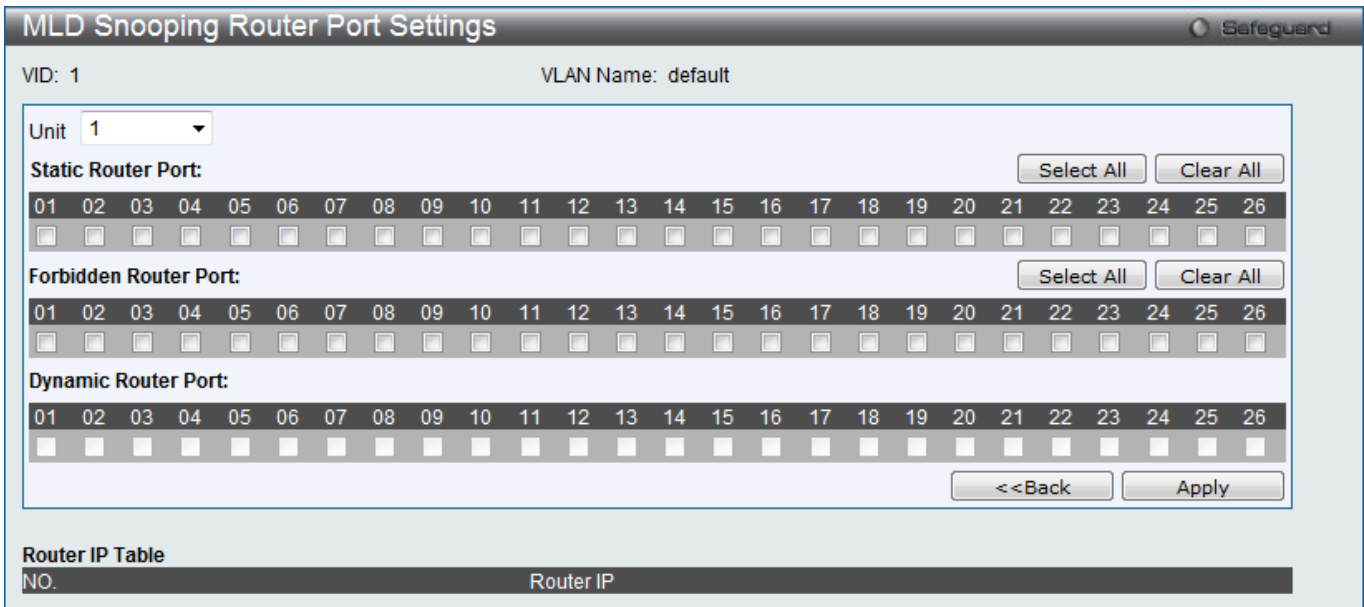 MLD Snooping Router Port Settings Safeguard
VID: 1 VLAN Name: default
Unit 1
Static Router Port: Select All Clear All
01 02 03 04 05 06 07 08 09 10 11 12 13 14 15 16 17 18 19 20 21 22 23 24 25 26
Forbidden Router Port: Select All Clear All
01 02 03 04 05 06 07 08 09 10 11 12 13 14 15 16 17 18 19 20 21 22 23 24 25 26
Dynamic Router Port:
01 02 03 04 05 06 07 08 09 10 11 12 13 14 15 16 17 18 19 20 21 22 23 24 25 26
<<Back Apply
Router IP Table
NO. Router IP